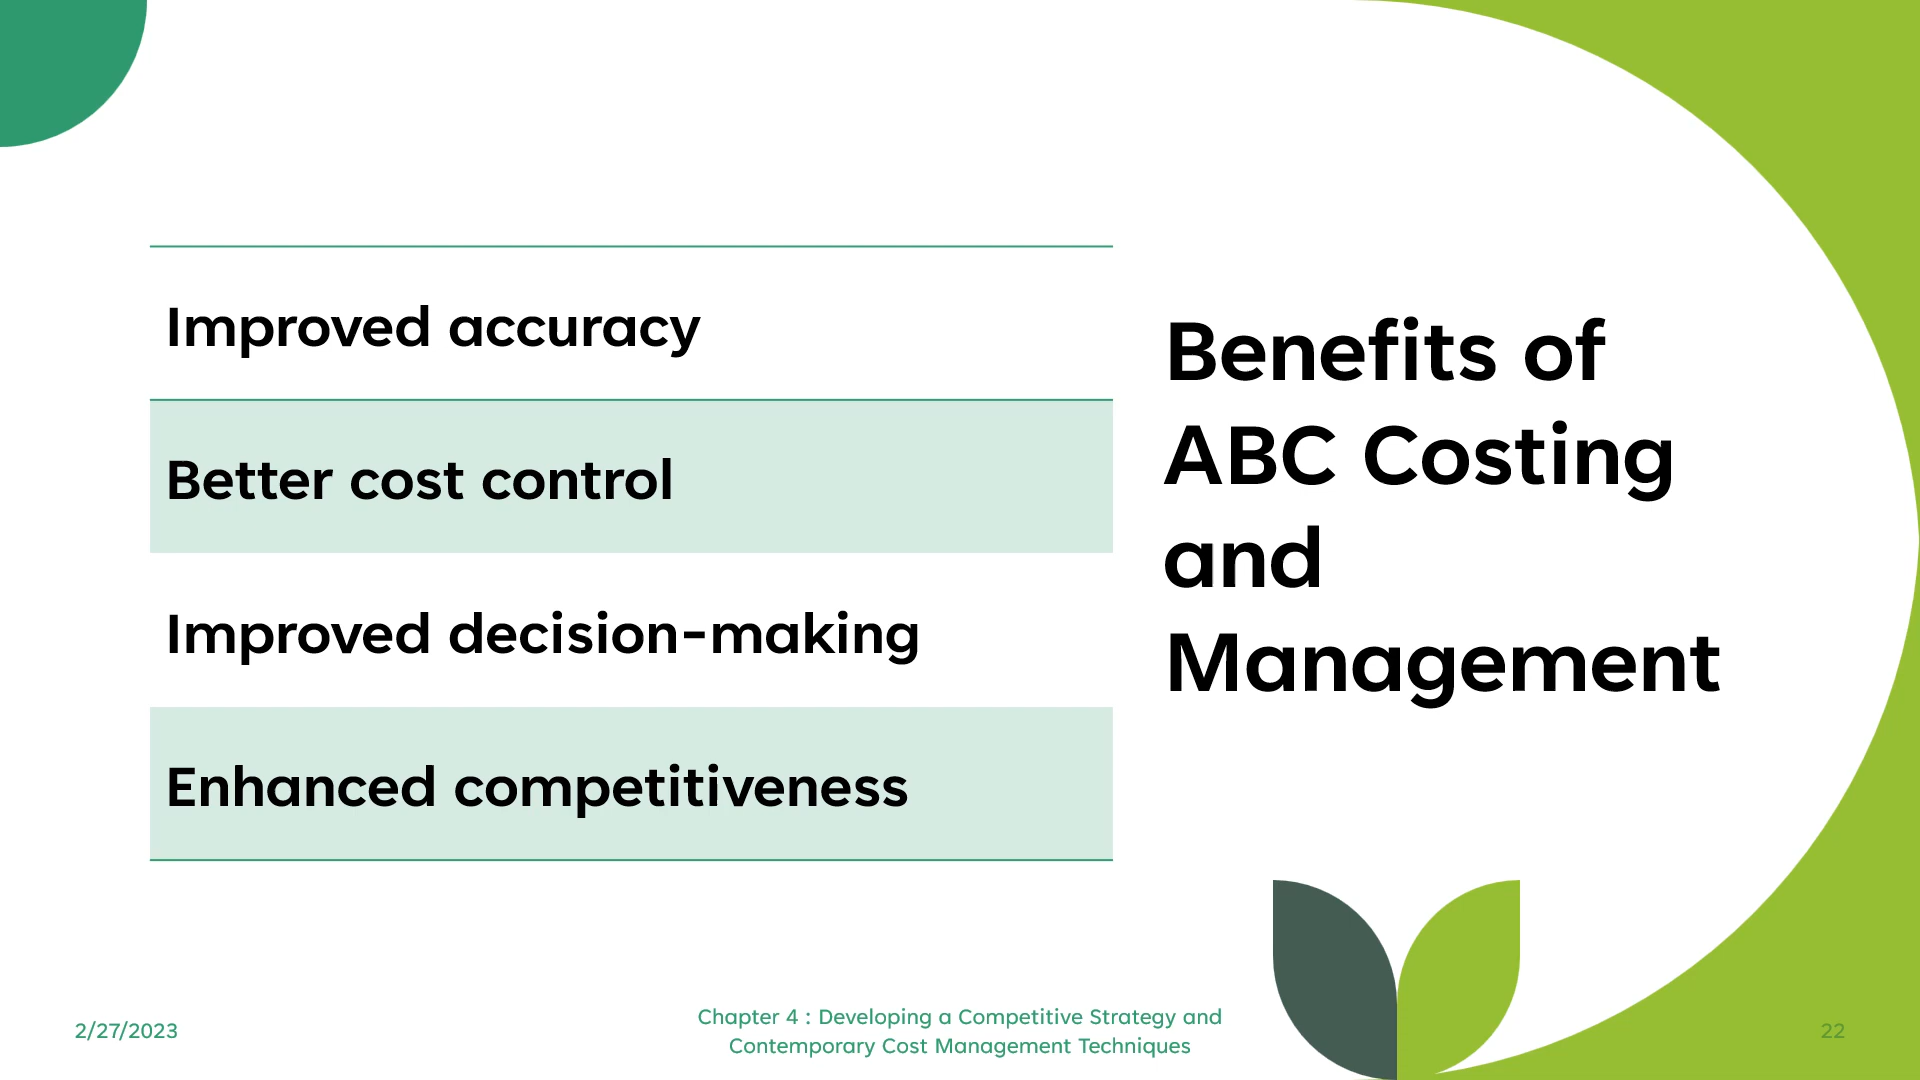 Improved accuracy
Better cost control
Improved decision-making
Enhanced competitiveness
Benefits of
ABC Costing
and
Management
2/27/2023
Chapter 4 : Developing a Competitive Strategy and
Contemporary Cost Management Techniques
22